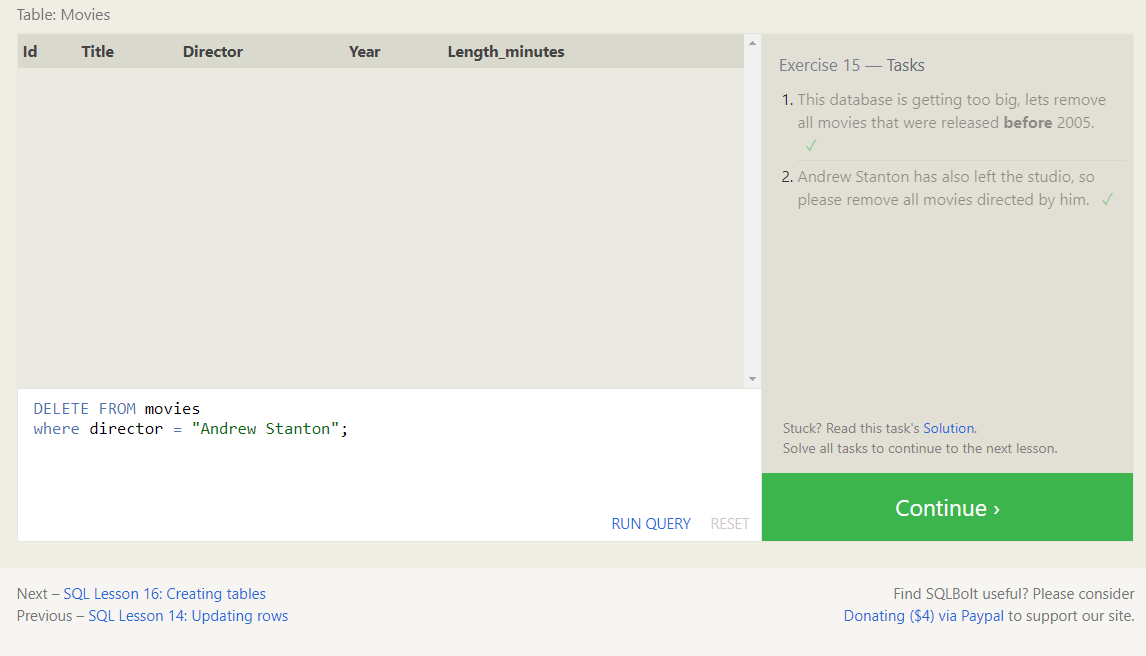 Table: Movies
Id Title Director Year Length_minutes
Exercise 15 — Tasks
1. This database is getting too big, lets remove
all movies that were released before 2005.
✓
2. Andrew Stanton has also left the studio, so
please remove all movies directed by him. ✓
DELETE FROM movies
where director = "Andrew Stanton";
RUN QUERY RESET
Stuck? Read this task's Solution.
Solve all tasks to continue to the next lesson.
Continue ›
Next – SQL Lesson 16: Creating tables
Previous – SQL Lesson 14: Updating rows
Find SQLBolt useful? Please consider
Donating ($4) via Paypal to support our site.